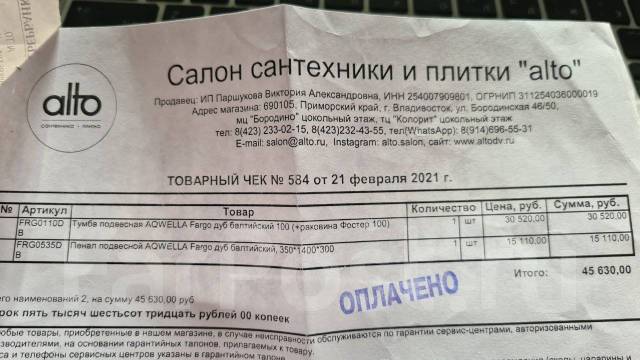 alto
сантехника - плитка
Салон сантехники и плитки "alto"
Продавец: ИП Паршукова Виктория Александровна, ИНН 254007909801, ОГРНИП 311254036000019
Адрес магазина: 690105, Приморский край, г. Владивосток, ул. Бородинская 46/50,
мц "Бородино" цокольный этаж, тц "Колорит" цокольный этаж
тел: 8(423) 233-02-15, 8(423)232-43-55, тел(WhatsApp): 8(914)696-55-31
E-mail: salon@alto.ru, Instagram: alto.salon, сайт: www.altodv.ru
ТОВАРНЫЙ ЧЕК № 584 от 21 февраля 2021 г.
№ Артикул Товар Количество Цена, руб. Сумма, руб.
FRG0110D B Тумба подвесная AQWELLA Fargo дуб балтийский 100 (+раковина Фостер 100) 1 шт 30 520,00 30 520,00
FRG0535D B Пенал подвесной AQWELLA Fargo дуб балтийский, 350*1400*300 1 шт 15 110,00 15 110,00
Итого: 45 630,00
ОПЛАЧЕНО
его наименований 2, на сумму 45 630,00 руб.
рок пять тысяч шестьсот тридцать рублей 00 копеек
юбые товары, приобретенные в нашем магазине, в случае неисправности обслуживаются по гарантии сервис-центрами, авторизованными
зводителями, на основании гарантийных талонов, прилагаемых к товару.
са и телефоны сервисных центров указаны в гарантийном талоне.